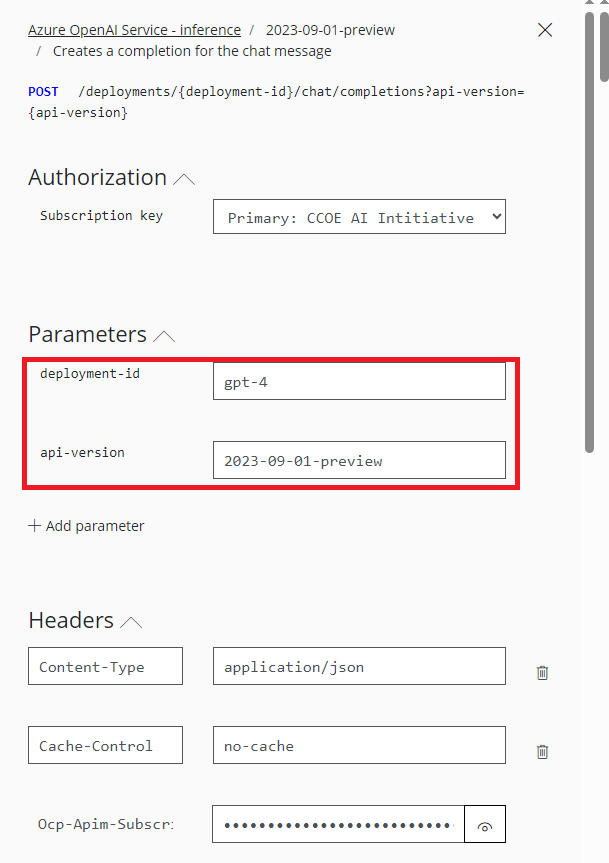 Azure OpenAI Service - inference / 2023-09-01-preview
/ Creates a completion for the chat message
POST /deployments/{deployment-id}/chat/completions?api-version=
{api-version}
Authorization
Subscription key Primary: CCOE AI Intitiative
Parameters
deployment-id gpt-4
api-version 2023-09-01-preview
+ Add parameter
Headers
Content-Type application/json
Cache-Control no-cache
Ocp-Apim-Subscr: ••••••••••••••••••••••••••••••